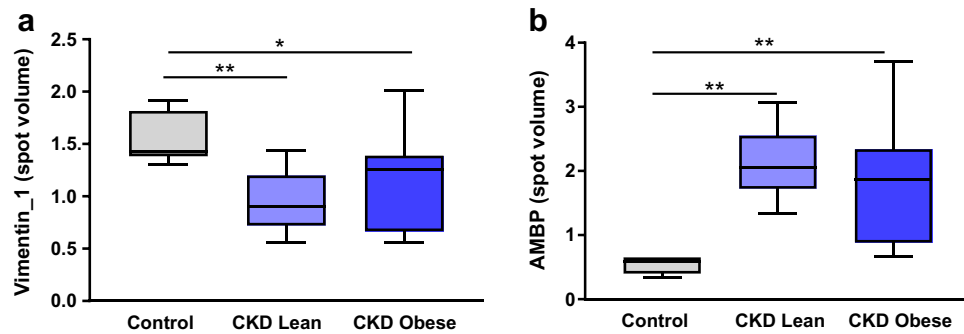 a
Vimentin_1 (spot volume)
2.5
2.0
1.5
1.0
0.5
0.0
*
**
Control
CKD Lean
CKD Obese
b
AMBP (spot volume)
4
3
2
1
0
**
**
Control
CKD Lean
CKD Obese